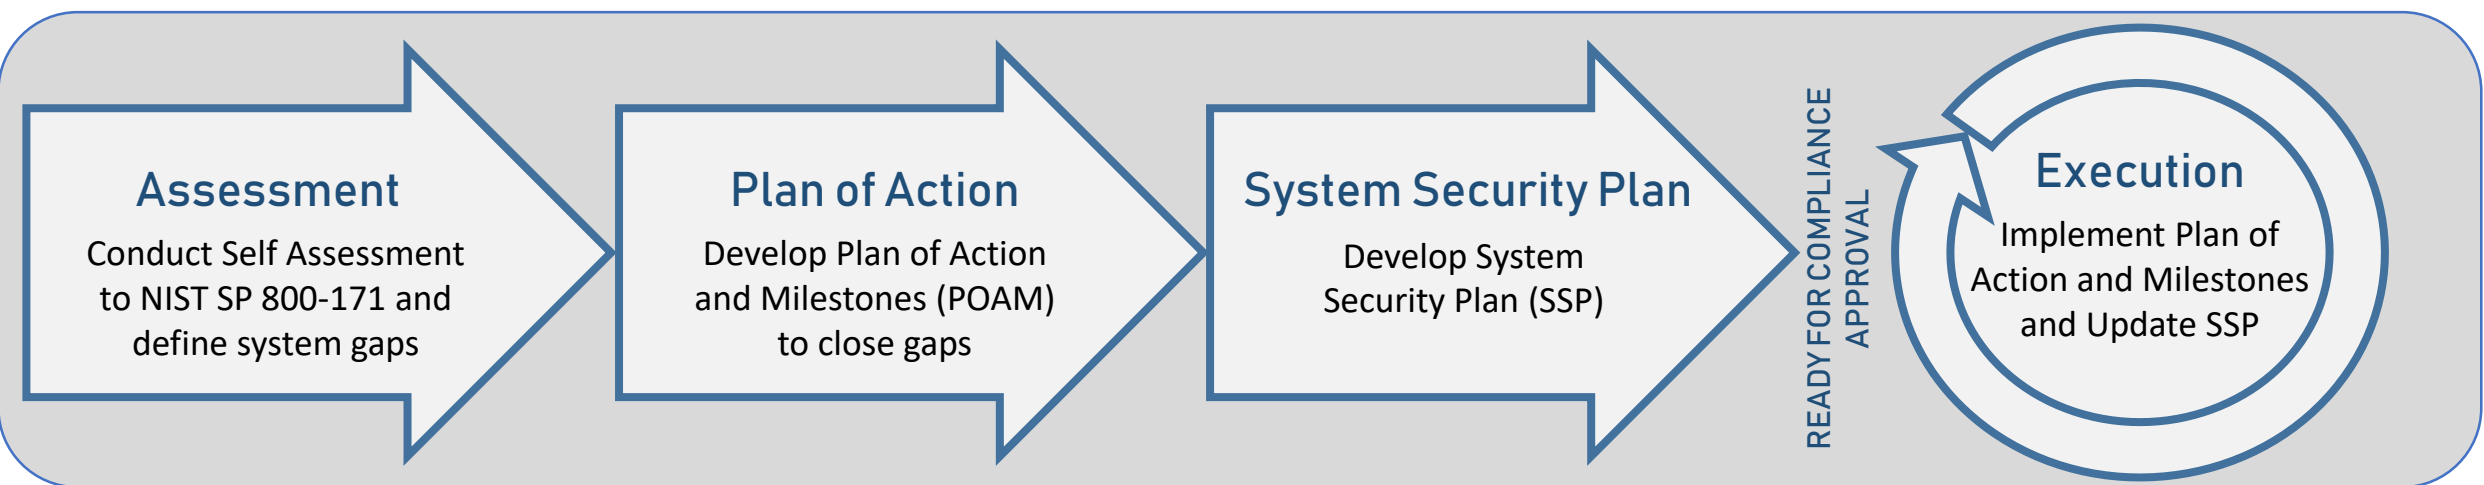 Assessment
Conduct Self Assessment
to NIST SP 800-171 and
define system gaps
Plan of Action
Develop Plan of Action
and Milestones (POAM)
to close gaps
System Security Plan
Develop System
Security Plan (SSP)
READY FOR COMPLIANCE
APPROVAL
Execution
Implement Plan of
Action and Milestones
and Update SSP